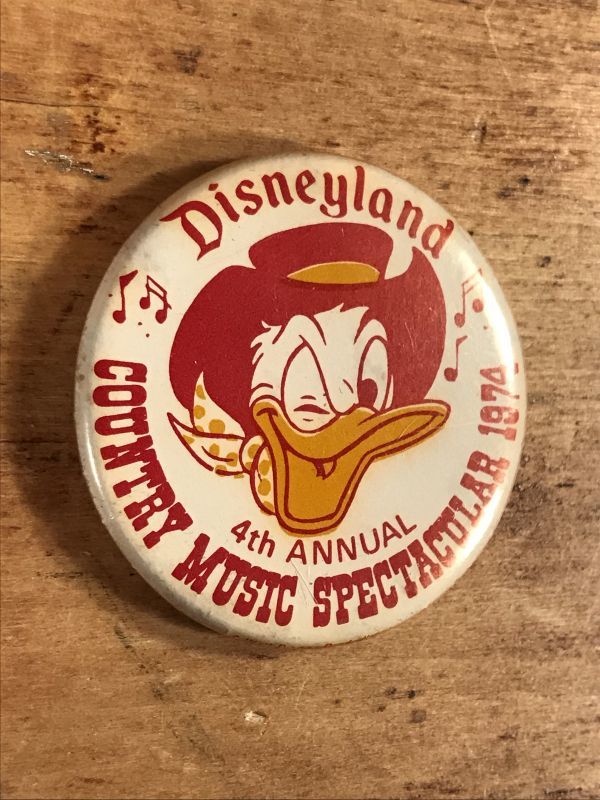 Disneyland
4th ANNUAL
COUNTRY MUSIC SPECTACULAR 1974